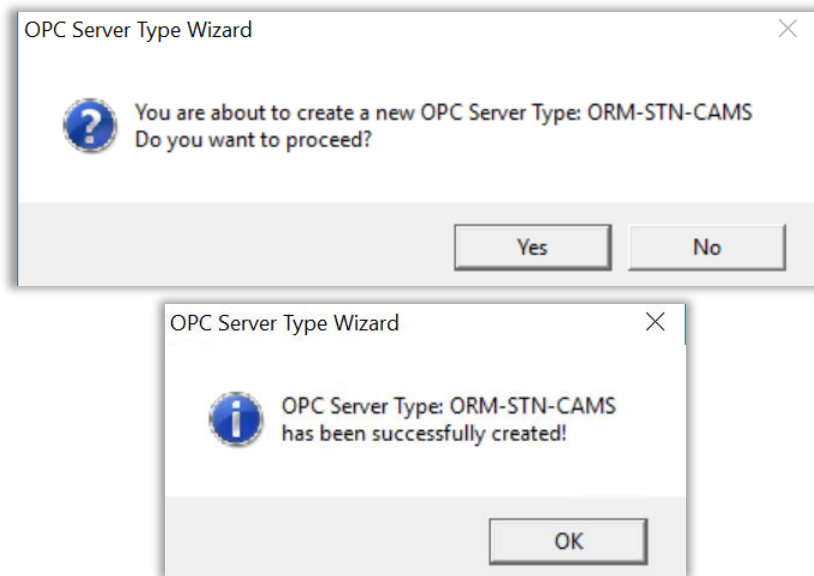 OPC Server Type Wizard
You are about to create a new OPC Server Type: ORM-STN-CAMS
Do you want to proceed?
Yes No
OPC Server Type Wizard
OPC Server Type: ORM-STN-CAMS
has been successfully created!
OK